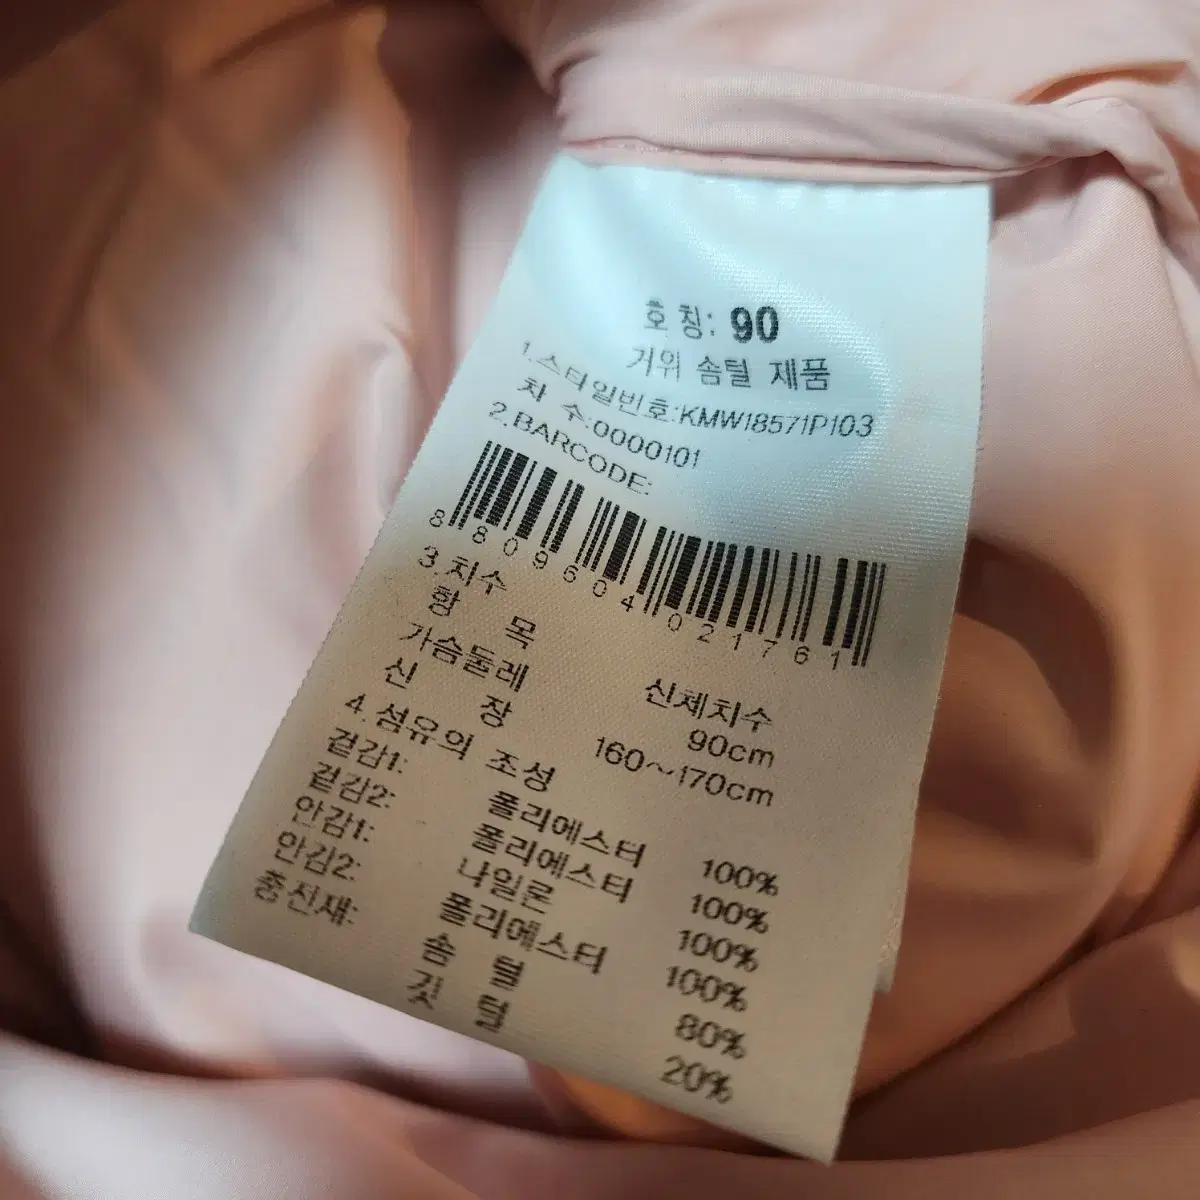 호칭: 90
거위 솜털 제품
1.스타일번호:KMW18571P103
차 수:0000101
2.BARCODE:
8 809604 021761
3.치수
항 목 신체치수
가슴둘레 90cm
신 장 160~170cm
4.섬유의 조성
겉감1: 폴리에스터 100%
겉감2: 폴리에스터 100%
안감1: 나일론 100%
안감2: 폴리에스터 100%
충전재: 솜 털 80%
깃 털 20%